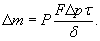 Δm = P FΔpτ / δ .